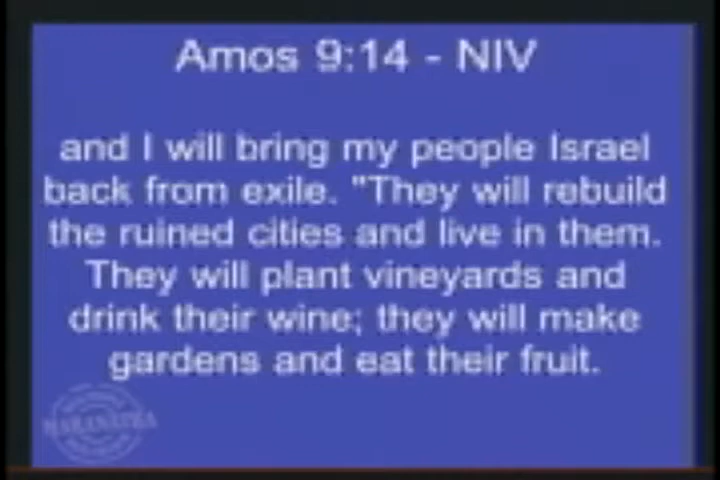 Amos 9:14 - NIV
and I will bring my people Israel
back from exile. "They will rebuild
the ruined cities and live in them.
They will plant vineyards and
drink their wine; they will make
gardens and eat their fruit.
MARANATHA